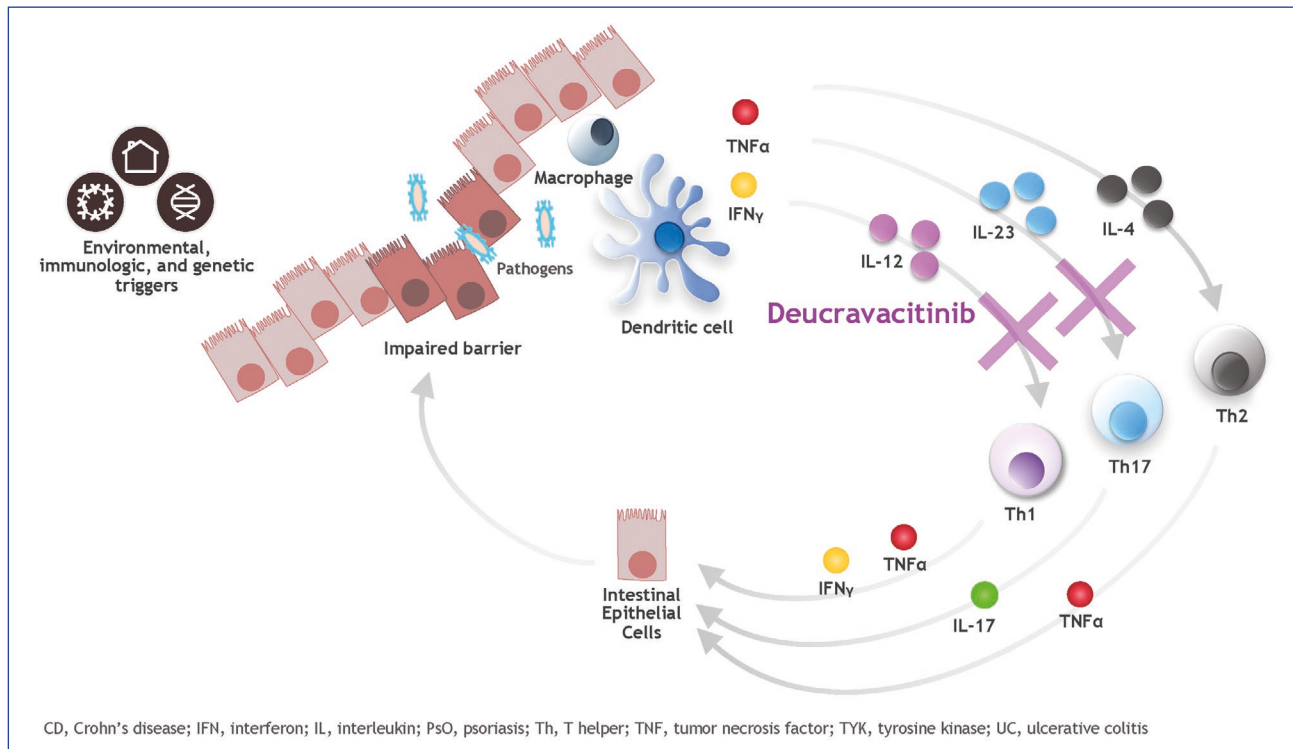 Environmental,
immunologic, and genetic
triggers
Macrophage
Pathogens
Impaired barrier
Dendritic cell
TNFα
IFNγ
IL-12
IL-23
IL-4
Deucravacitinib
Th2
Th17
Th1
TNFα
IFNγ
IL-17
TNFα
Intestinal
Epithelial
Cells
CD, Crohn’s disease; IFN, interferon; IL, interleukin; PsO, psoriasis; Th, T helper; TNF, tumor necrosis factor; TYK, tyrosine kinase; UC, ulcerative colitis